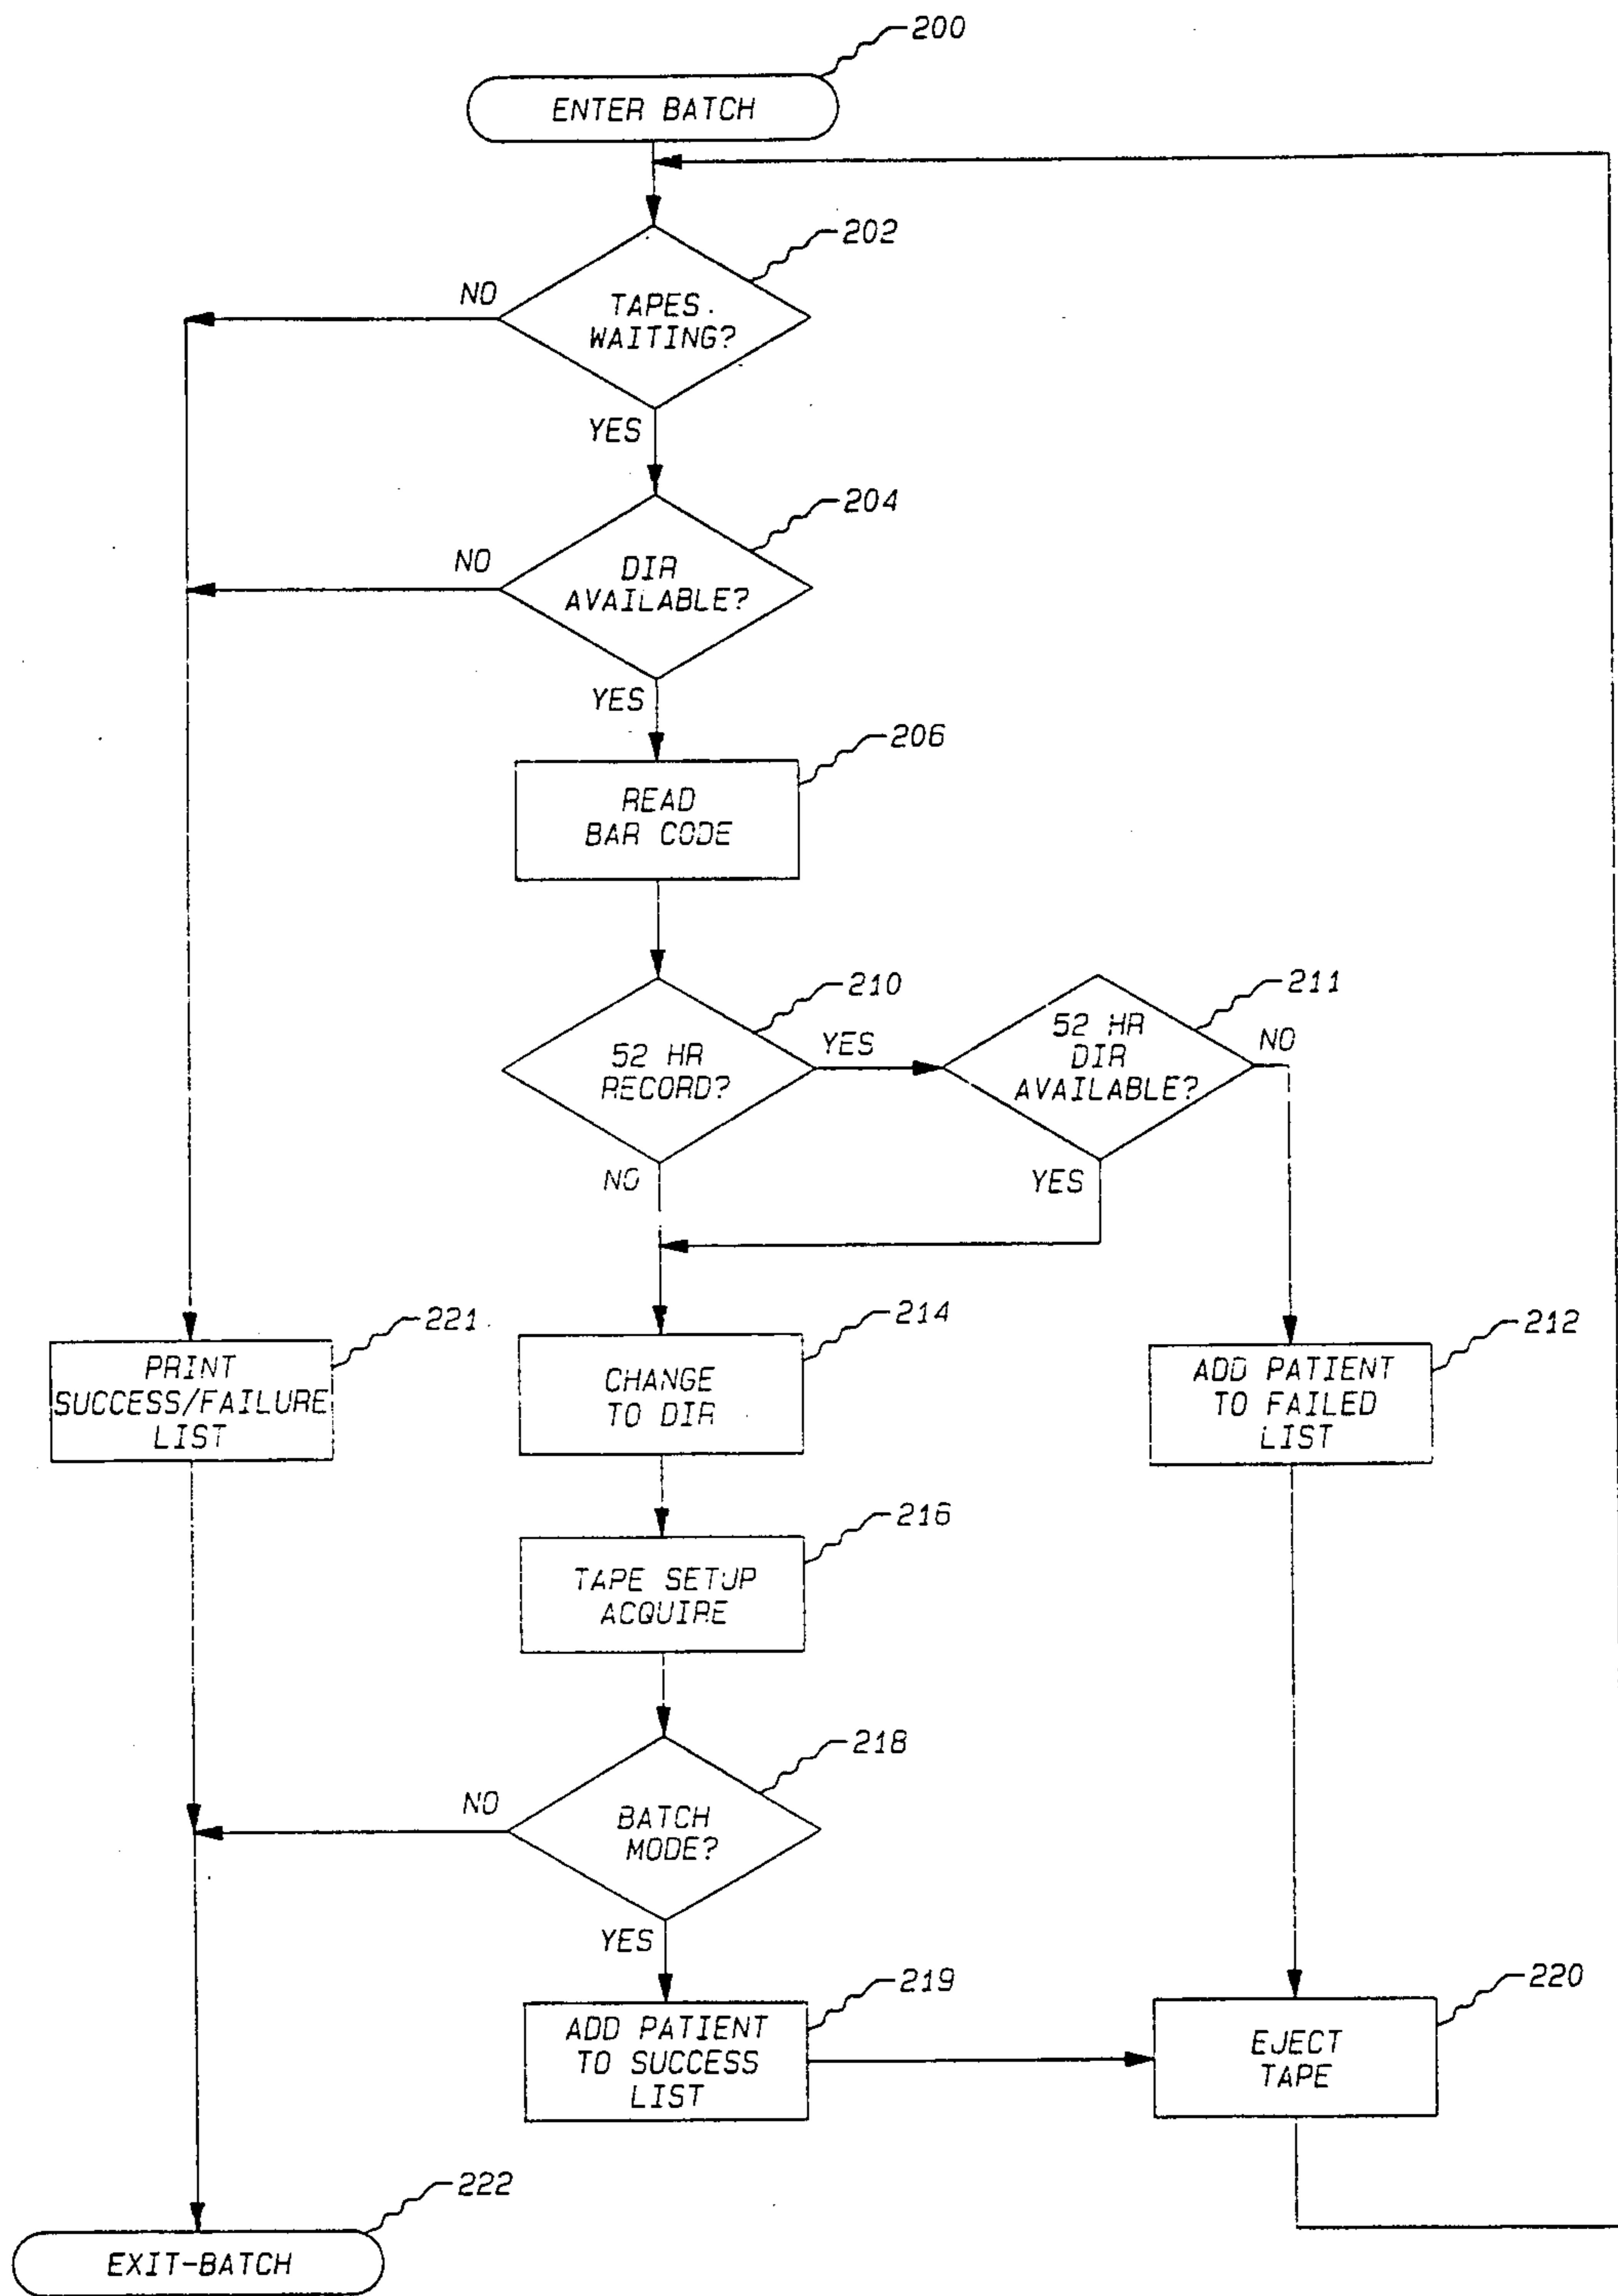 200
ENTER BATCH
202
NO
TAPES
WAITING?
YES
204
NO
DIR
AVAILABLE?
YES
206
READ
BAR CODE
210
211
52 HR
RECORD?
YES
52 HR
DIR
AVAILABLE?
NO
NO
YES
221
214
212
PRINT
SUCCESS/FAILURE
LIST
CHANGE
TO DIR
ADD PATIENT
TO FAILED
LIST
216
TAPE SETUP
ACQUIRE
218
NO
BATCH
MODE?
YES
219
220
ADD PATIENT
TO SUCCESS
LIST
EJECT
TAPE
222
EXIT-BATCH